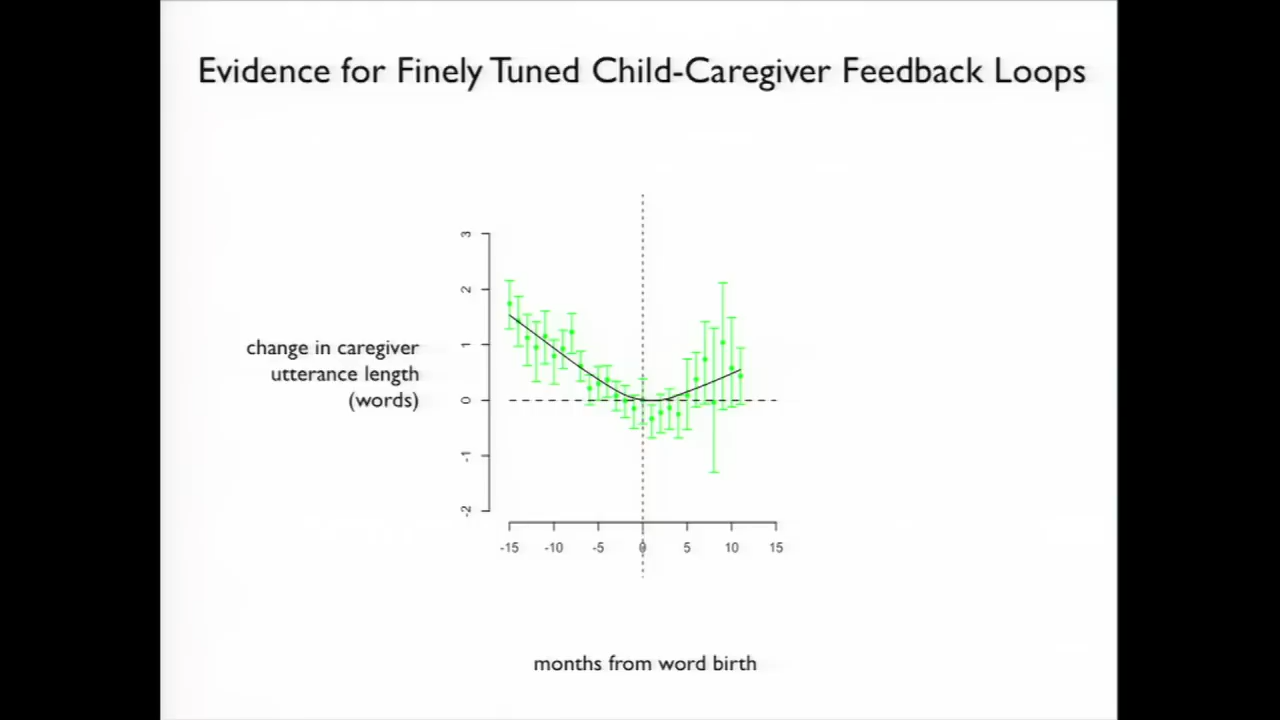 Evidence for Finely Tuned Child-Caregiver Feedback Loops
change in caregiver
utterance length
(words)
3
2
1
0
-1
-2
-15 -10 -5 0 5 10 15
months from word birth